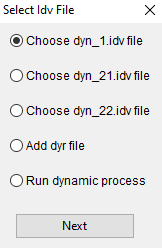 Select Idv File
Choose dyn_1.idv file
Choose dyn_21.idv file
Choose dyn_22.idv file
Add dyr file
Run dynamic process
Next